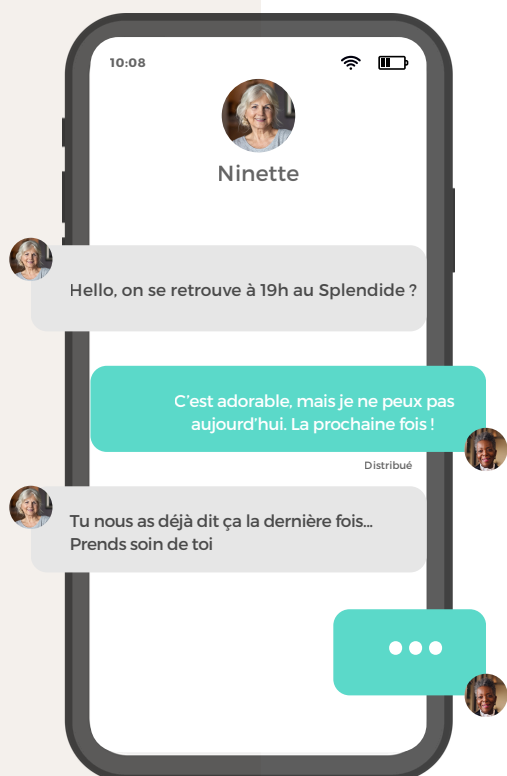 10:08
Ninette
Hello, on se retrouve à 19h au Splendide ?
C’est adorable, mais je ne peux pas
aujourd’hui. La prochaine fois !
Distribué
Tu nous as déjà dit ça la dernière fois...
Prends soin de toi